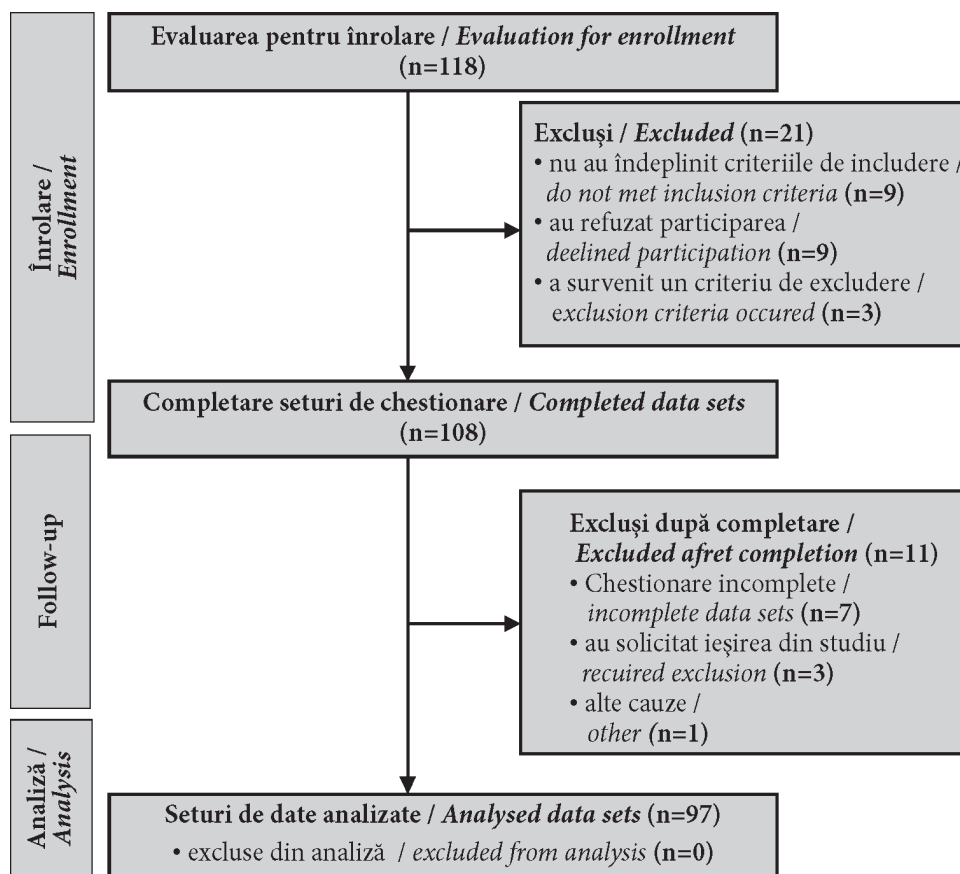 Evaluarea pentru înrolare / Evaluation for enrollment
(n=118)
Excluși / Excluded (n=21)
• nu au îndeplinit criteriile de includere /
do not met inclusion criteria (n=9)
• au refuzat participarea /
deelined participation (n=9)
• a survenit un criteriu de excludere /
exclusion criteria occured (n=3)
Înrolare /
Enrollment
Completare seturi de chestionare / Completed data sets
(n=108)
Excluși după completare /
Excluded afret completion (n=11)
• Chestionare incomplete /
incomplete data sets (n=7)
• au solicitat ieșirea din studiu /
recuired exclusion (n=3)
• alte cauze /
other (n=1)
Follow-up
Seturi de date analizate / Analysed data sets (n=97)
• excluse din analiză / excluded from analysis (n=0)
Analiză /
Analysis